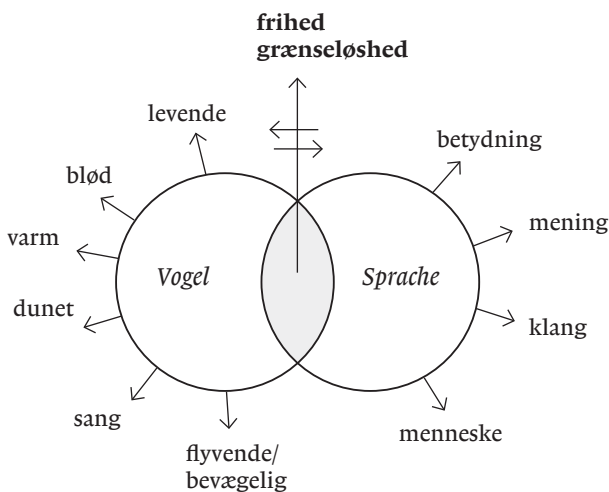 frihed
grænseløshed
levende
betydning
blød
mening
varm
Vogel
Sprache
dunet
klang
sang
menneske
flyvende/
bevægelig